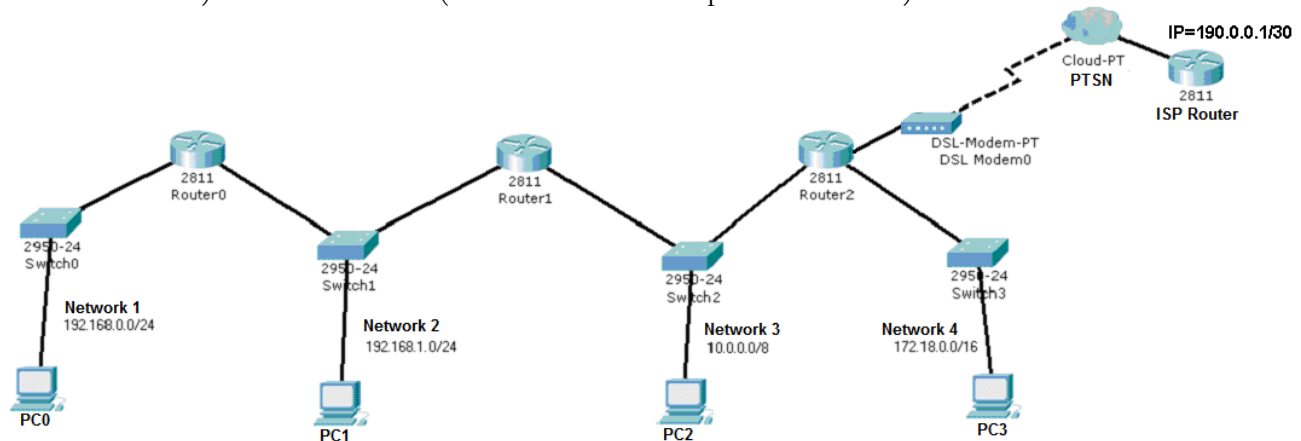 IP=190.0.0.1/30
Cloud-PT
PTSN
2811
ISP Router
DSL-Modem-PT
DSL Modem0
2811
Router0
2811
Router1
2811
Router2
2950-24
Switch0
2950-24
Switch1
2950-24
Switch2
2950-24
Switch3
Network 1
192.168.0.0/24
Network 2
192.168.1.0/24
Network 3
10.0.0.0/8
Network 4
172.18.0.0/16
PC0
PC1
PC2
PC3